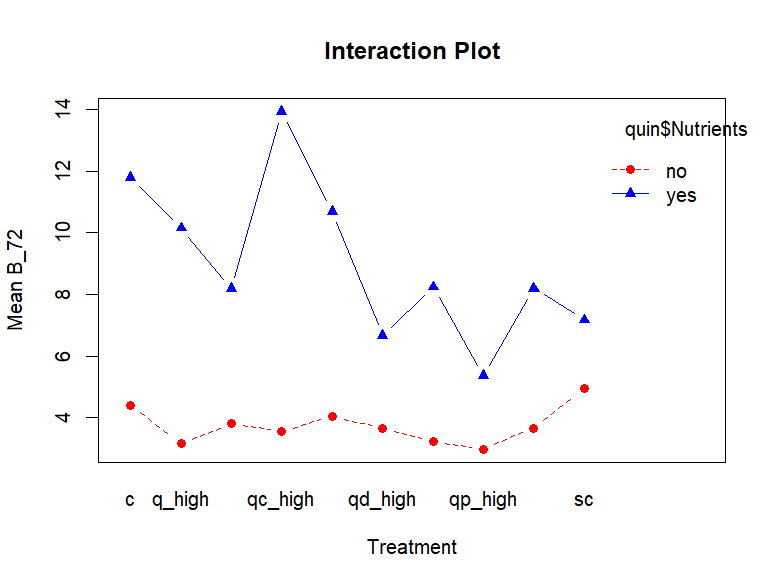 Interaction Plot
quin$Nutrients
no
yes
Mean B_72
14
12
10
8
6
4
c q_high qc_high qd_high qp_high sc
Treatment